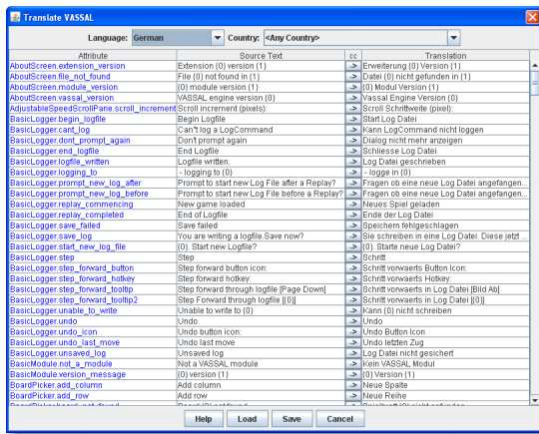 Translate VASSAL
Language: German Country: <Any Country>
Attribute Source Text cc Translation
AboutScreen.extension_version Extension {0} version {1} -> Erweiterung {0} Version {1}
AboutScreen.file_not_found File {0} not found in {1} -> Datei {0} nicht gefunden in {1}
AboutScreen.module_version {0} module version {1} -> {0} Modul Version {1}
AboutScreen.vassal_version VASSAL engine version {0} -> Vassal Engine Version {0}
AdjustableSpeedScrollPane.scroll_increment Scroll increment (pixels): -> Scroll Schrittweite (pixel):
BasicLogger.begin_logfile Begin Logfile -> Start Log Datei
BasicLogger.cant_log Can't log a LogCommand -> Kann LogCommand nicht loggen
BasicLogger.dont_prompt_again Don't prompt again -> Dialog nicht mehr anzeigen
BasicLogger.end_logfile End Logfile -> Schliesse Log Datei
BasicLogger.logfile_written Logfile written. -> Log Datei geschrieben
BasicLogger.logging_to - logging to {0} -> - logge in {0}
BasicLogger.prompt_new_log_after Prompt to start new Log File after a Replay? -> Fragen ob eine neue Log Datei angefangen...
BasicLogger.prompt_new_log_before Prompt to start new Log File before a Replay? -> Fragen ob eine neue Log Datei angefangen...
BasicLogger.replay_commencing New game loaded -> Neues Spiel geladen
BasicLogger.replay_completed End of Logfile -> Ende der Log Datei
BasicLogger.save_failed Save failed -> Speichern fehlgeschlagen
BasicLogger.save_log You are writing a logfile.Save now? -> Sie schreiben in eine Log Datei. Diese jetzt ...
BasicLogger.start_new_log_file {0}. Start new Logfile? -> {0}. Starte neue Log Datei?
BasicLogger.step Step -> Schritt
BasicLogger.step_forward_button Step forward button icon: -> Schritt vorwaerts Button Icon:
BasicLogger.step_forward_hotkey Step forward hotkey: -> Schritt vorwaerts Hotkey:
BasicLogger.step_forward_tooltip Step forward through logfile [Page Down] -> Schritt vorwaerts in Log Datei [Bild Ab]
BasicLogger.step_forward_tooltip2 Step Forward through logfile [{0}] -> Schritt vorwaerts in Log Datei [{0}]
BasicLogger.unable_to_write Unable to write to {0} -> Kann {0} nicht schreiben
BasicLogger.undo Undo -> Undo
BasicLogger.undo_icon Undo button icon: -> Undo Button Icon
BasicLogger.undo_last_move Undo last move -> Undo letzten Zug
BasicLogger.unsaved_log Unsaved log -> Log Datei nicht gesichert
BasicModule.not_a_module Not a VASSAL module -> Kein VASSAL Modul
BasicModule.version_message {0} version {1} -> {0} Version {1}
BoardPicker.add_column Add column -> Neue Spalte
BoardPicker.add_row Add row -> Neue Reihe
Help Load Save Cancel